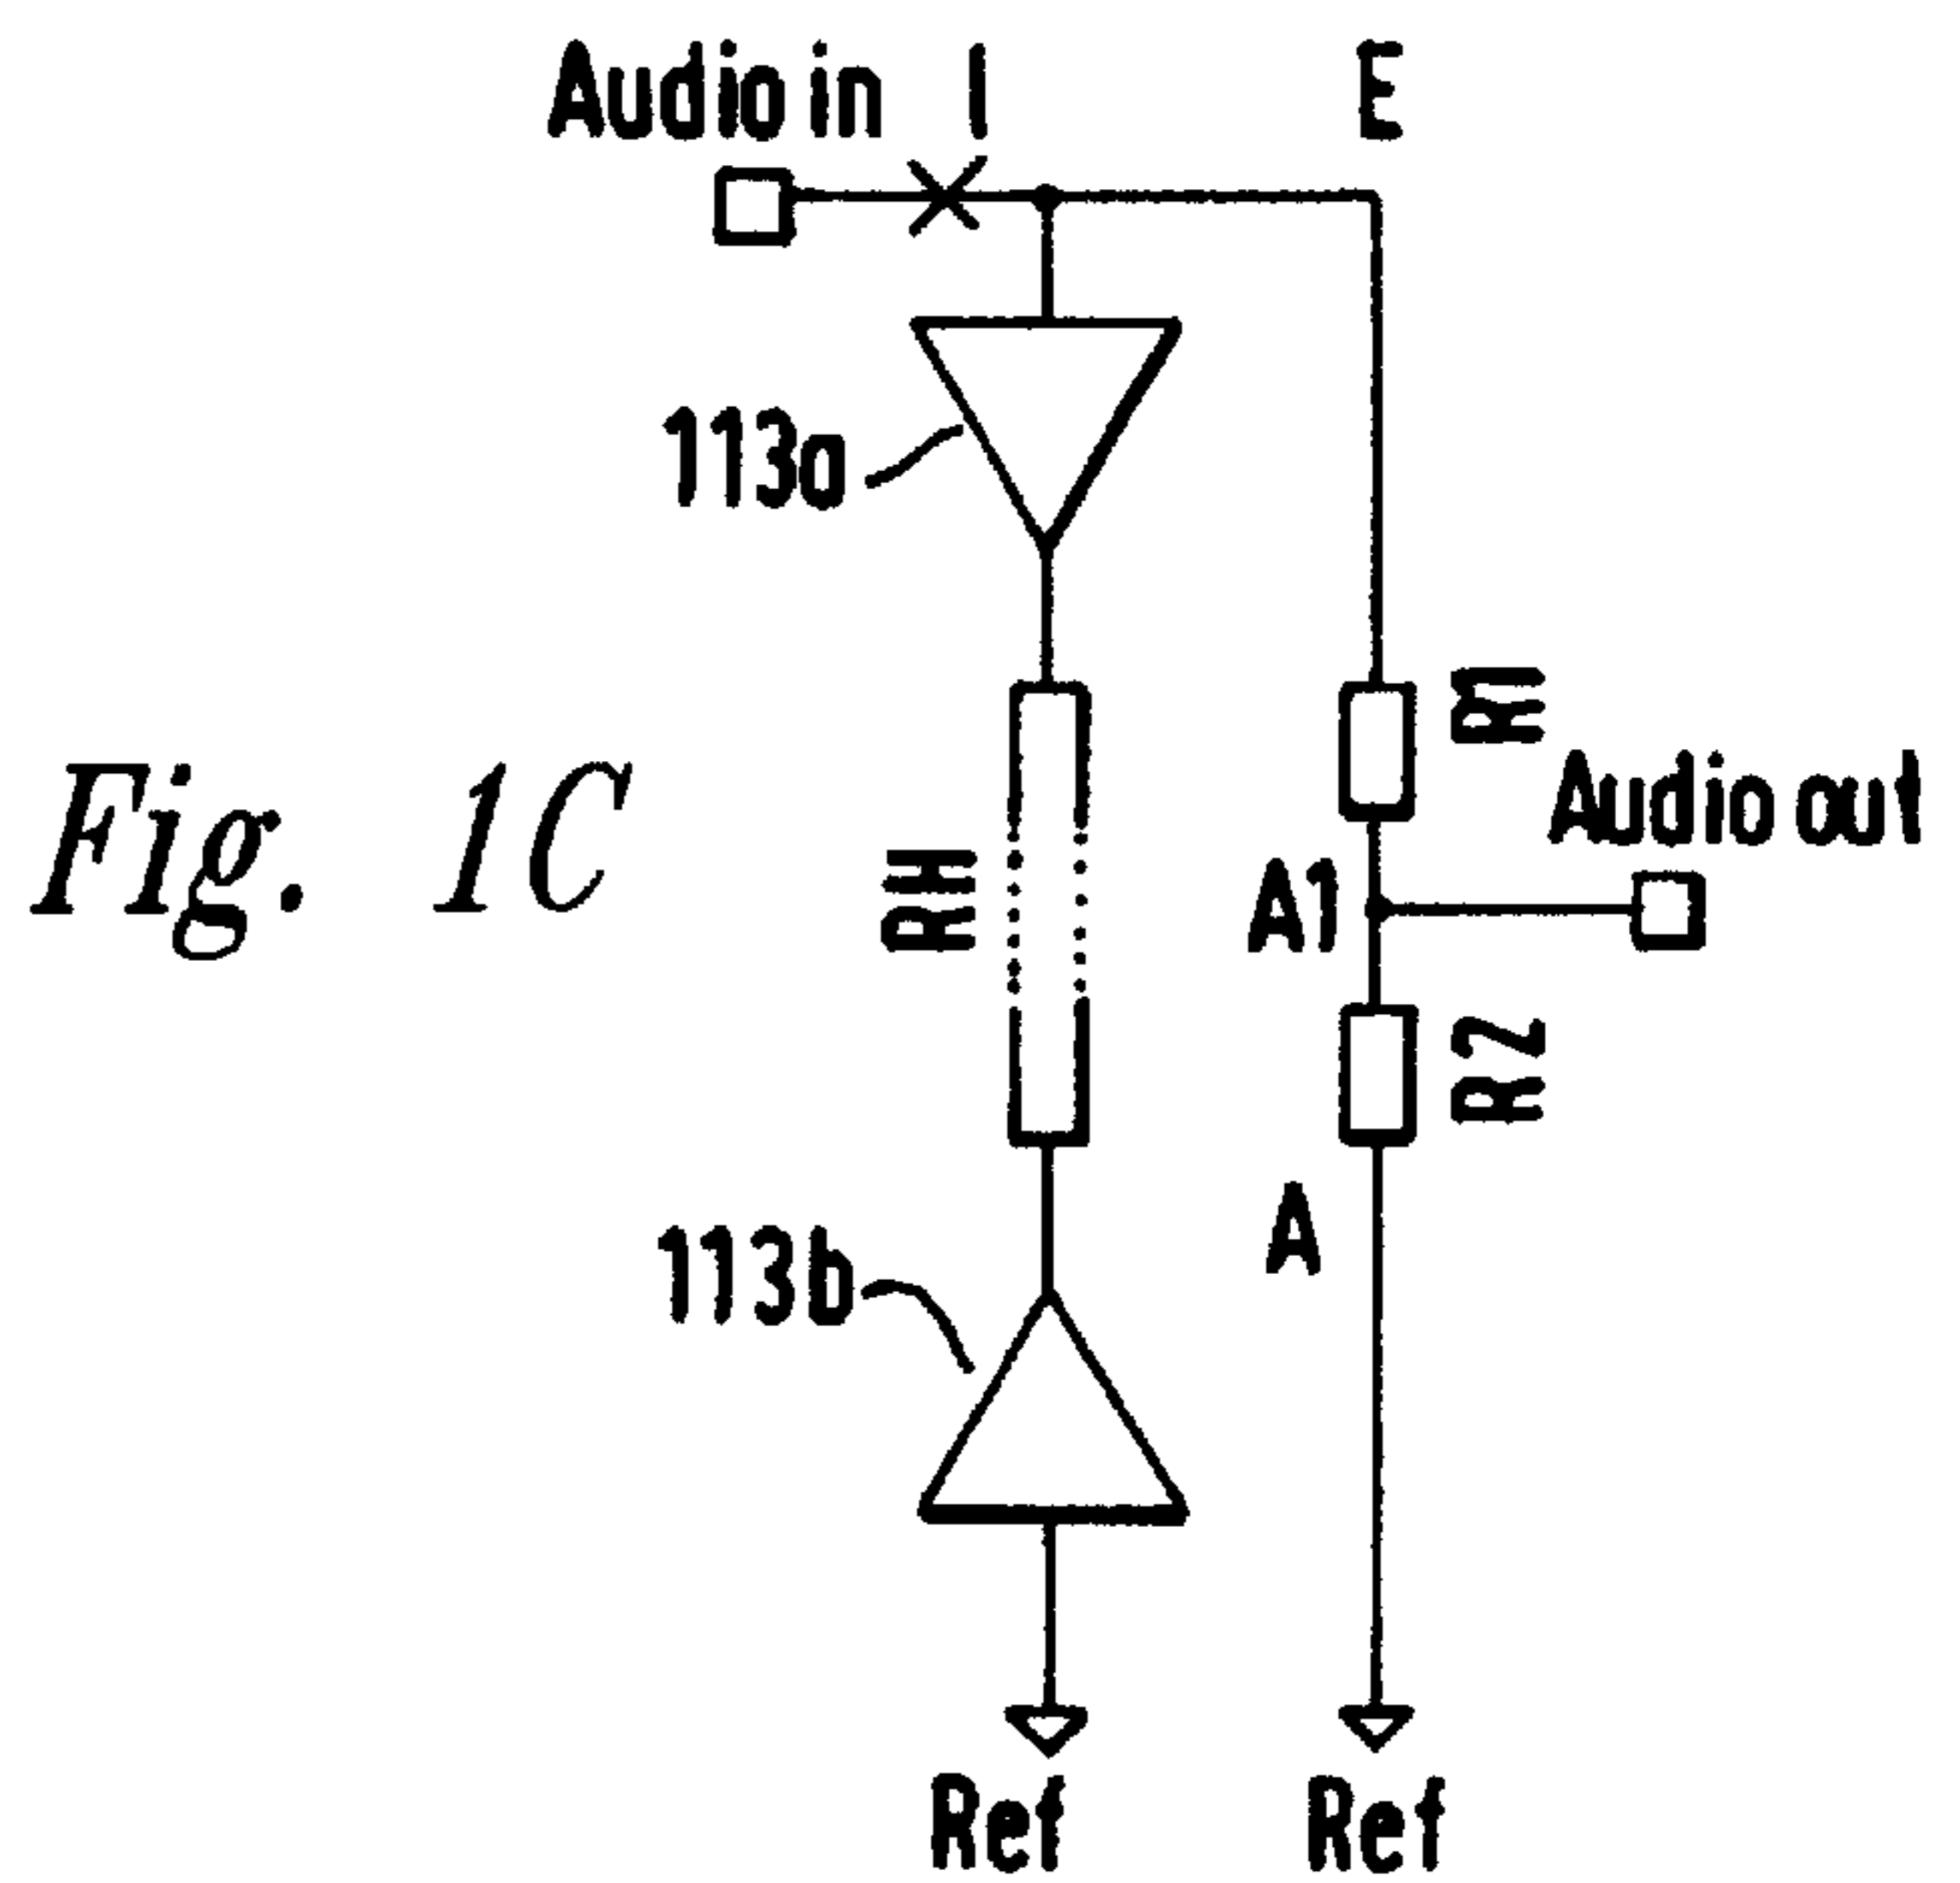 Audio in I E
113a
R1
Audio out
Fig. 1C
RH
A1
R2
A
113b
Ref Ref